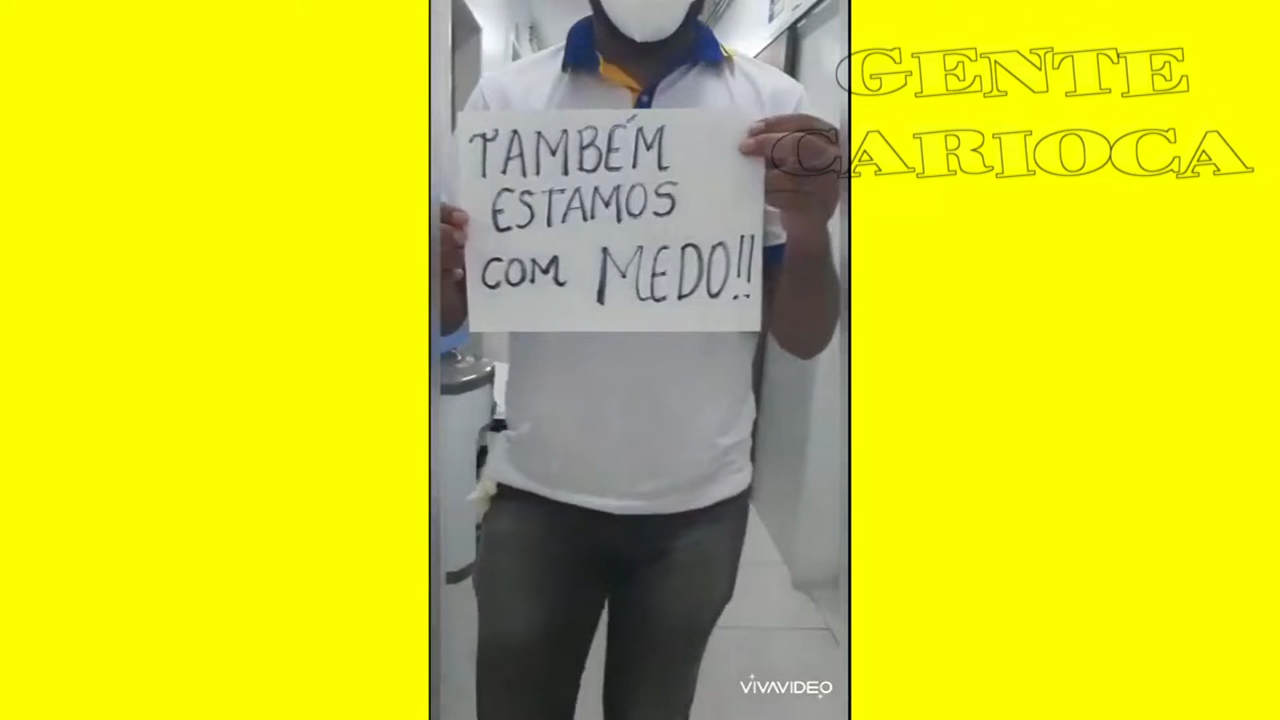 GENTE
CARIOCA
TAMBÉM
ESTAMOS
COM MEDO!!
VIVAVIDEO